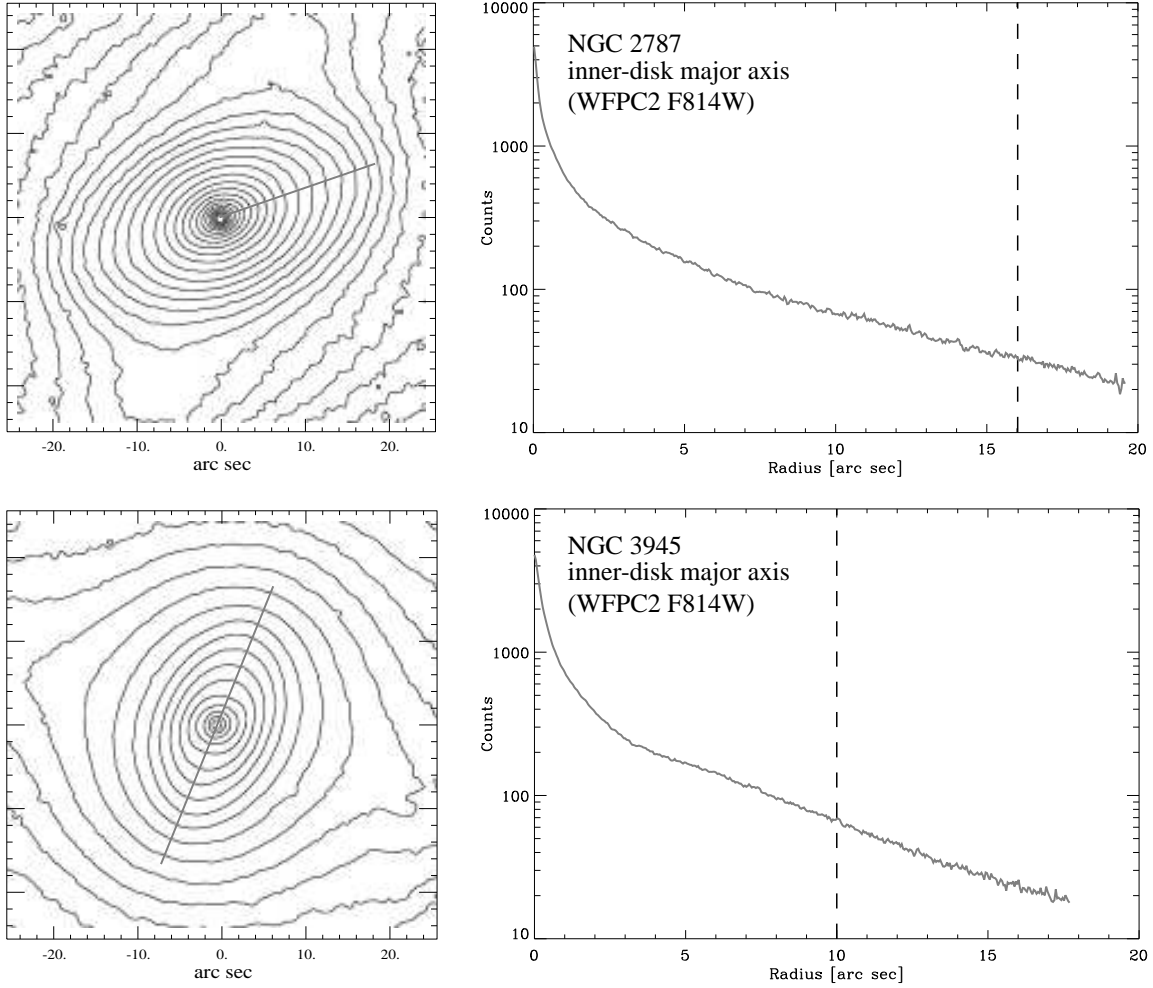 10000
1000
100
10
Counts
NGC 2787
inner-disk major axis
(WFPC2 F814W)
0 5 10 15 20
Radius [arc sec]
-20. -10. 0. 10. 20.
arc sec
10000
1000
100
10
Counts
NGC 3945
inner-disk major axis
(WFPC2 F814W)
0 5 10 15 20
Radius [arc sec]
-20. -10. 0. 10. 20.
arc sec